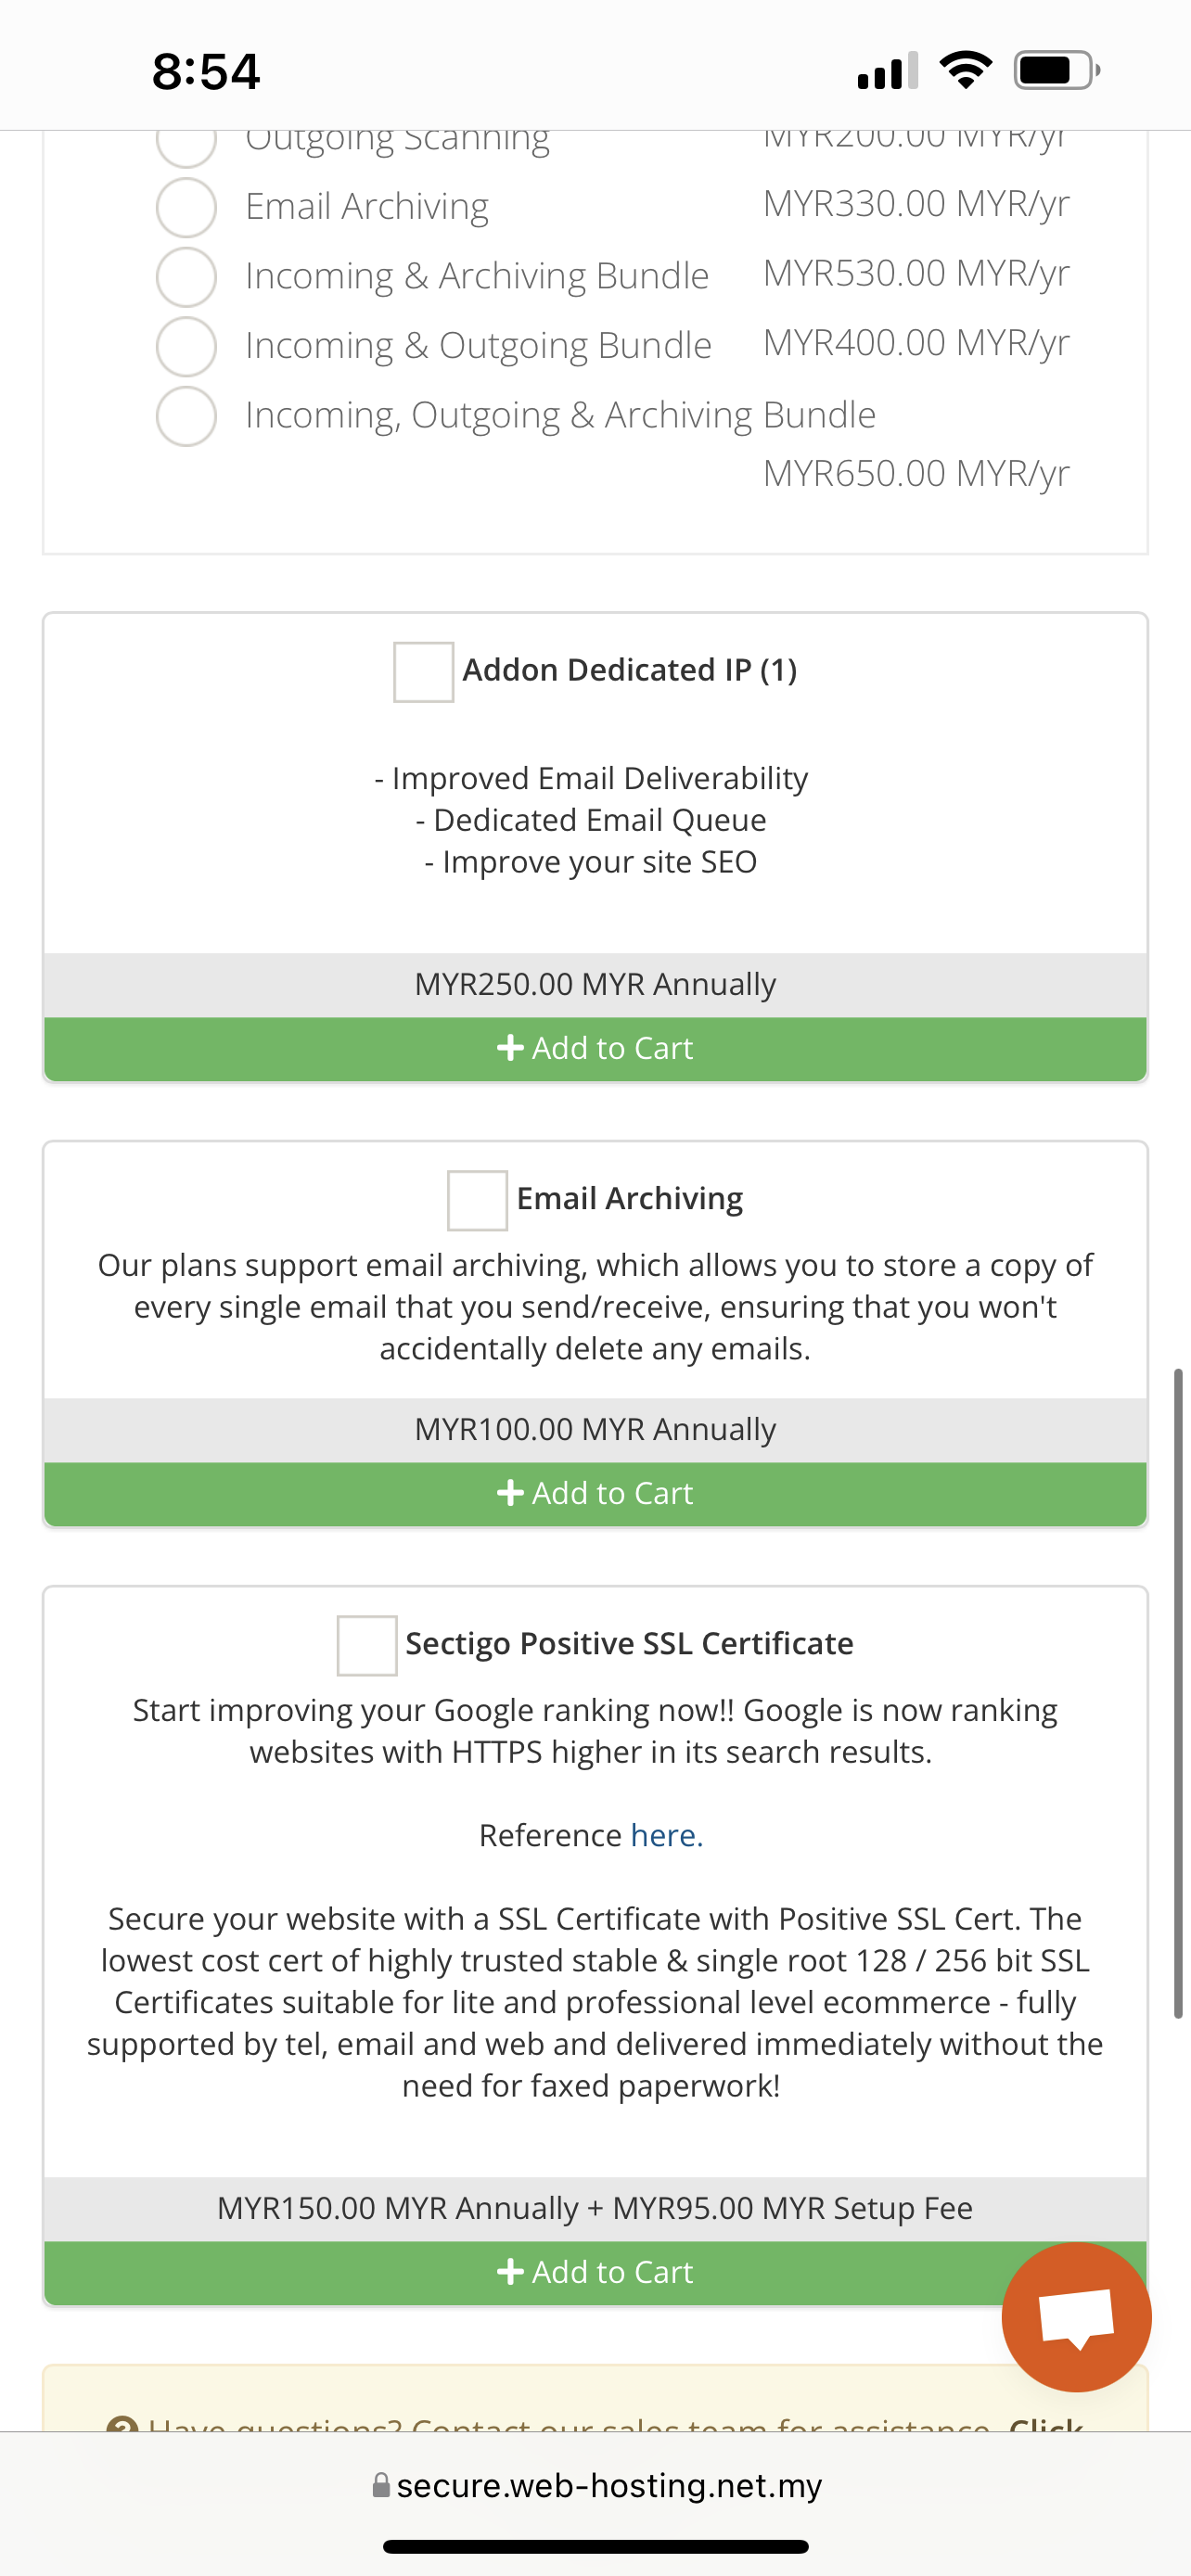 8:54
Outgoing Scanning MYR200.00 MYR/yr
Email Archiving MYR330.00 MYR/yr
Incoming & Archiving Bundle MYR530.00 MYR/yr
Incoming & Outgoing Bundle MYR400.00 MYR/yr
Incoming, Outgoing & Archiving Bundle
MYR650.00 MYR/yr
Addon Dedicated IP (1)
- Improved Email Deliverability
- Dedicated Email Queue
- Improve your site SEO
MYR250.00 MYR Annually
+ Add to Cart
Email Archiving
Our plans support email archiving, which allows you to store a copy of
every single email that you send/receive, ensuring that you won't
accidentally delete any emails.
MYR100.00 MYR Annually
+ Add to Cart
Sectigo Positive SSL Certificate
Start improving your Google ranking now!! Google is now ranking
websites with HTTPS higher in its search results.
Reference here.
Secure your website with a SSL Certificate with Positive SSL Cert. The
lowest cost cert of highly trusted stable & single root 128 / 256 bit SSL
Certificates suitable for lite and professional level ecommerce - fully
supported by tel, email and web and delivered immediately without the
need for faxed paperwork!
MYR150.00 MYR Annually + MYR95.00 MYR Setup Fee
+ Add to Cart
Have questions? Contact our sales team for assistance. Click
secure.web-hosting.net.my